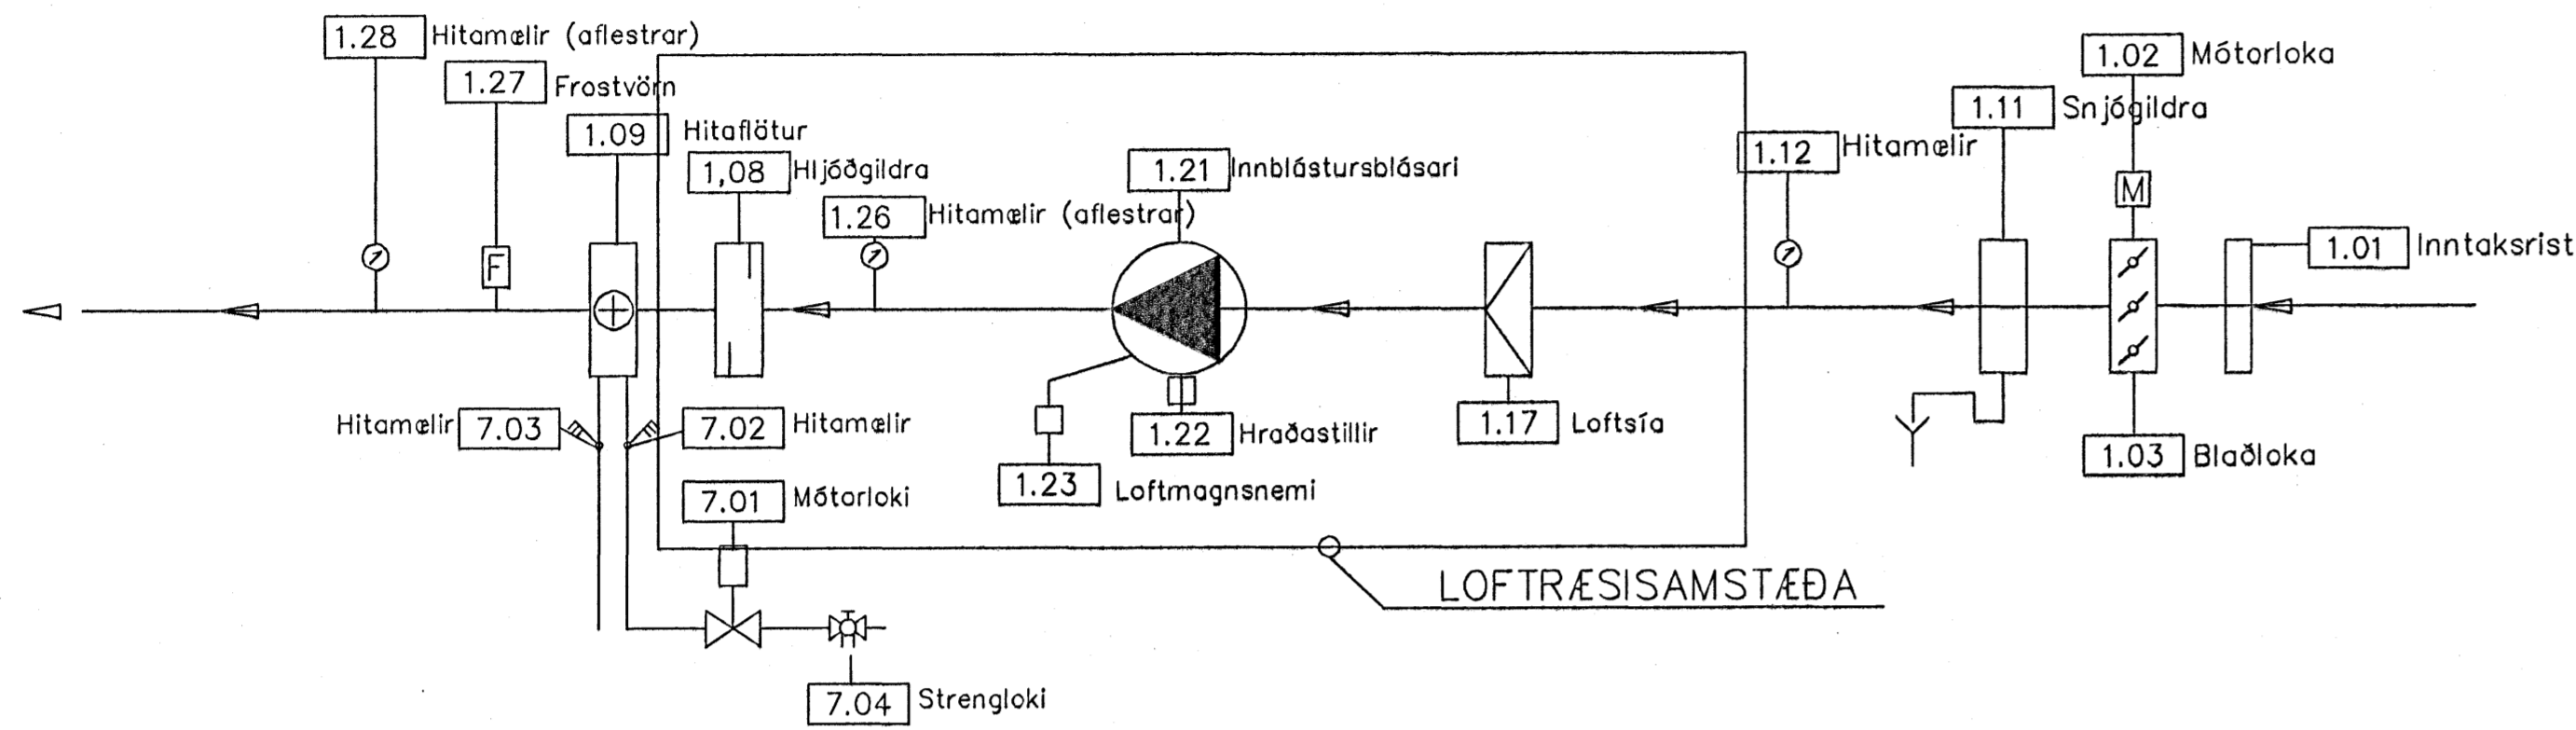 1.28 Hitamælir (aflestrar)
1.27 Frostvörn
1.09 Hitaflötur
1,08 Hljóðgildra
1.26 Hitamælir (aflestrar)
1.21 Innblástursblásari
1.12 Hitamælir
1.11 Snjógildra
1.02 Mótorloka
M
1.01 Inntaksrist
F
Hitamælir 7.03
7.02 Hitamælir
1.22 Hraðastillir
1.17 Loftsía
1.03 Blaðloka
1.23 Loftmagnsnemi
7.01 Mótorloki
LOFTRÆSISAMSTÆÐA
7.04 Strengloki